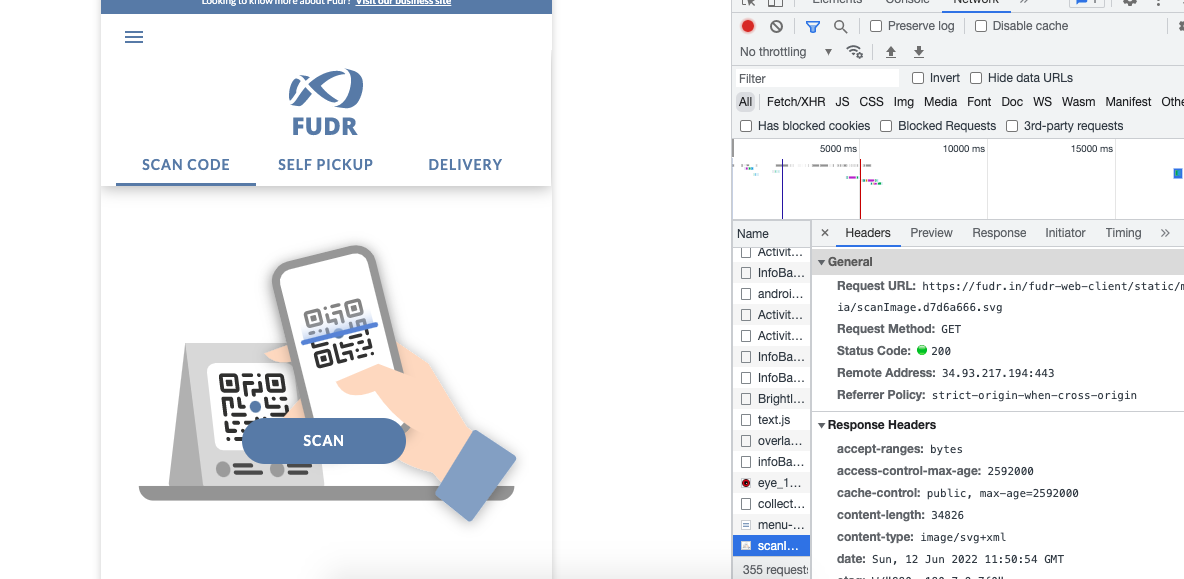 Looking to know more about Fudr? Visit our business site
FUDR
SCAN CODE SELF PICKUP DELIVERY
SCAN
Elements Console Network
Preserve log Disable cache
No throttling
Filter Invert Hide data URLs
All Fetch/XHR JS CSS Img Media Font Doc WS Wasm Manifest Othe
Has blocked cookies Blocked Requests 3rd-party requests
5000 ms 10000 ms 15000 ms
Name
Activit...
InfoBa...
androi...
Activit...
Activit...
InfoBa...
InfoBa...
Brightl...
text.js
overla...
infoBa...
eye_1...
collect...
menu-...
scanI...
355 requests
× Headers Preview Response Initiator Timing »
General
Request URL: https://fudr.in/fudr-web-client/static/m
ia/scanImage.d7d6a666.svg
Request Method: GET
Status Code: 200
Remote Address: 34.93.217.194:443
Referrer Policy: strict-origin-when-cross-origin
Response Headers
accept-ranges: bytes
access-control-max-age: 2592000
cache-control: public, max-age=2592000
content-length: 34826
content-type: image/svg+xml
date: Sun, 12 Jun 2022 11:50:54 GMT